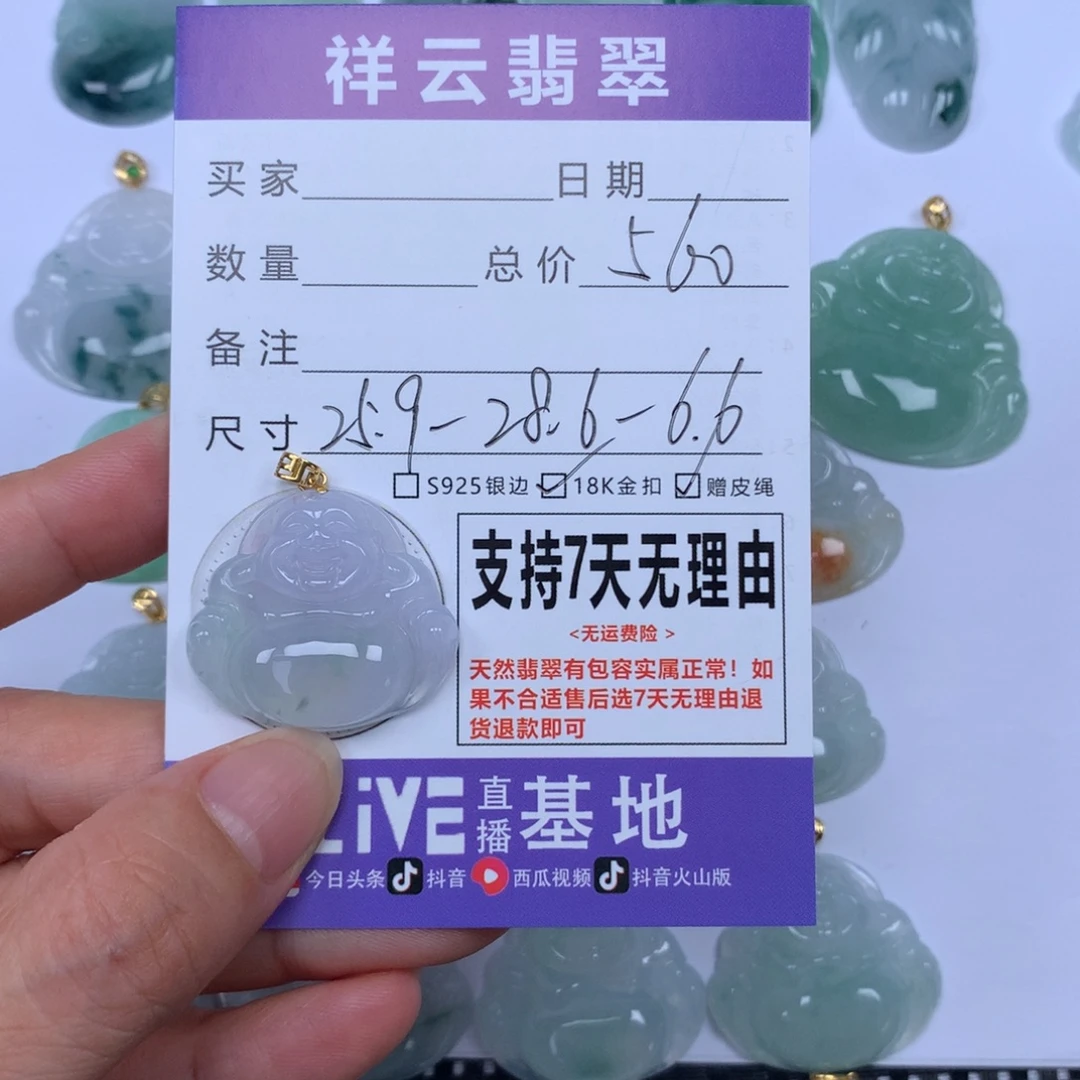 祥云翡翠
买家 日期
数量 总价 560
备注
尺寸 25.9-28.6-6.6
S925银边 18K金扣 赠皮绳
支持7天无理由
<无运费险>
天然翡翠有包容实属正常！如
果不合适售后选7天无理由退
货退款即可
LIVE直播基地
今日头条 抖音 西瓜视频 抖音火山版